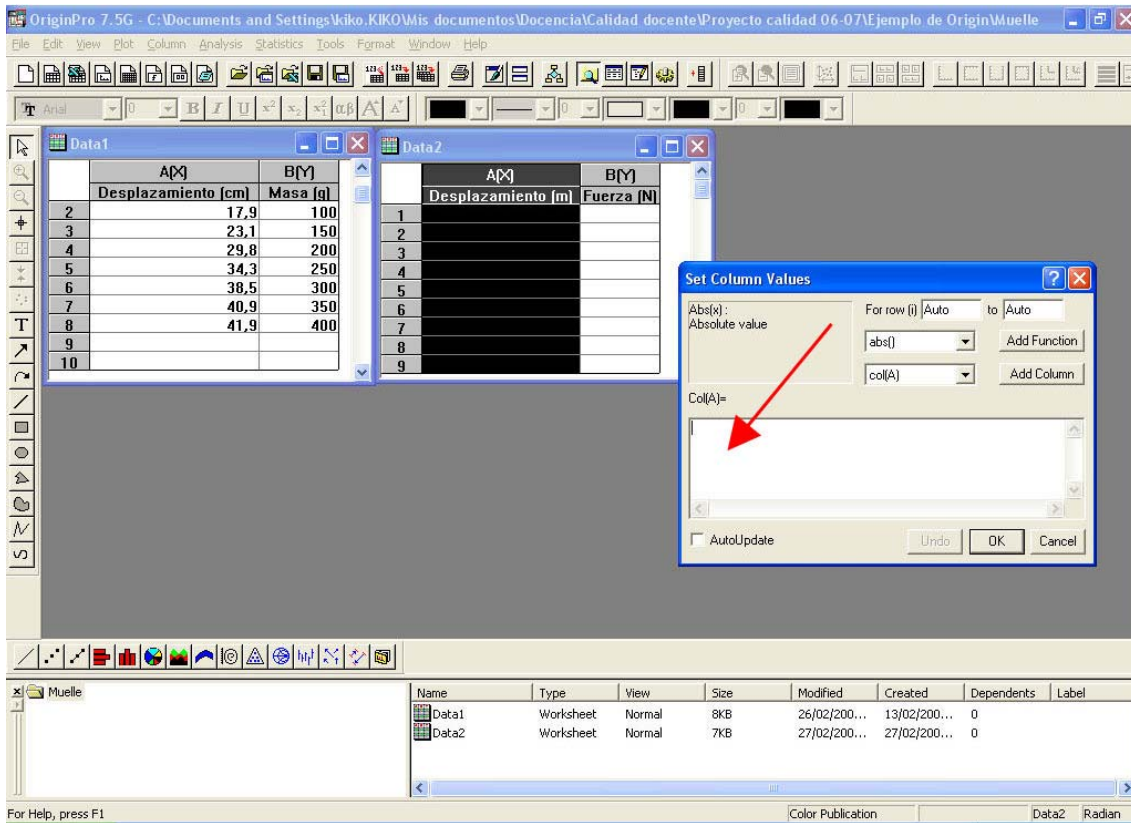 OriginPro 7.5G - C:\Documents and Settings\kiko.KIKO\Mis documentos\Docencia\Calidad docente\Proyecto calidad 06-07\Ejemplo de Origin\Muelle
File Edit View Plot Column Analysis Statistics Tools Format Window Help
Arial 0 B I U αβ
0 0
Data1
A(X) B(Y)
Desplazamiento (cm) Masa (g)
2 17,9 100
3 23,1 150
4 29,8 200
5 34,3 250
6 38,5 300
7 40,9 350
8 41,9 400
9
10
Data2
A(X) B(Y)
Desplazamiento (m) Fuerza (N)
1
2
3
4
5
6
7
8
9
Set Column Values
Abs(x) :
Absolute value
For row (i) Auto to Auto
abs() Add Function
col(A) Add Column
Col(A)=
AutoUpdate Undo OK Cancel
Muelle
Name Type View Size Modified Created Dependents Label
Data1 Worksheet Normal 8KB 26/02/200... 13/02/200... 0
Data2 Worksheet Normal 7KB 27/02/200... 27/02/200... 0
For Help, press F1 Color Publication Data2 Radian